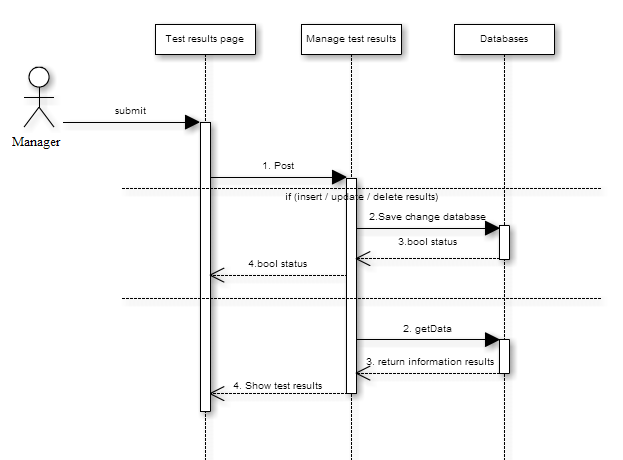 Test results page
Manage test results
Databases
submit
Manager
1. Post
if (insert / update / delete results)
2.Save change database
3.bool status
4.bool status
2. getData
3. return information results
4. Show test results